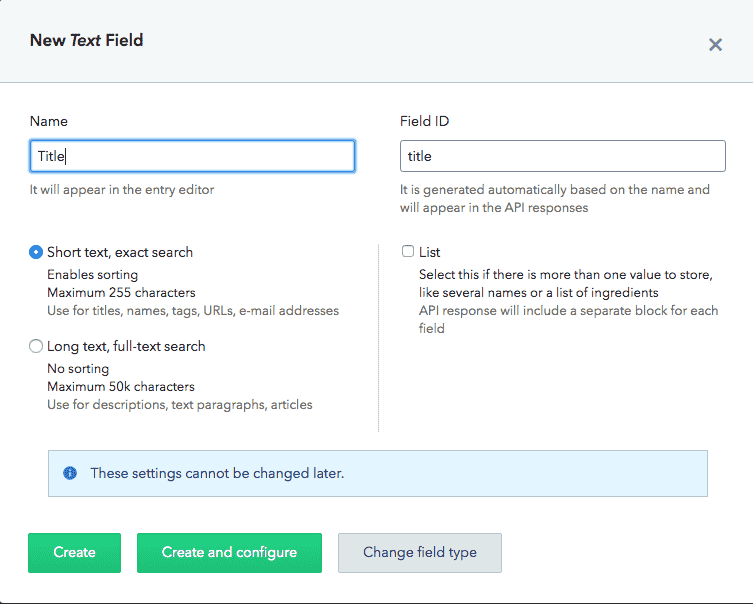 New Text Field
Name
Title
It will appear in the entry editor
Field ID
title
It is generated automatically based on the name and
will appear in the API responses
Short text, exact search
Enables sorting
Maximum 255 characters
Use for titles, names, tags, URLs, e-mail addresses
Long text, full-text search
No sorting
Maximum 50k characters
Use for descriptions, text paragraphs, articles
List
Select this if there is more than one value to store,
like several names or a list of ingredients
API response will include a separate block for each
field
These settings cannot be changed later.
Create
Create and configure
Change field type